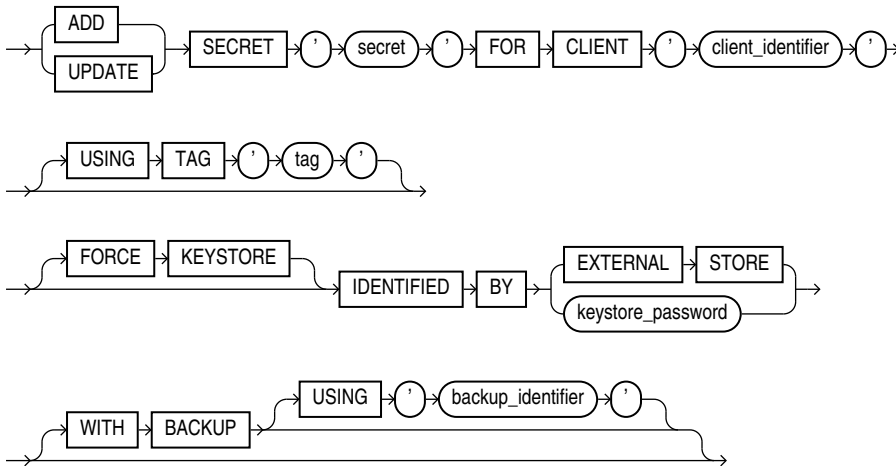 ADD
UPDATE
SECRET ’ secret ’ FOR CLIENT ’ client_identifier ’
USING TAG ’ tag ’
FORCE KEYSTORE
IDENTIFIED BY
EXTERNAL STORE
keystore_password
USING ’ backup_identifier ’
WITH BACKUP